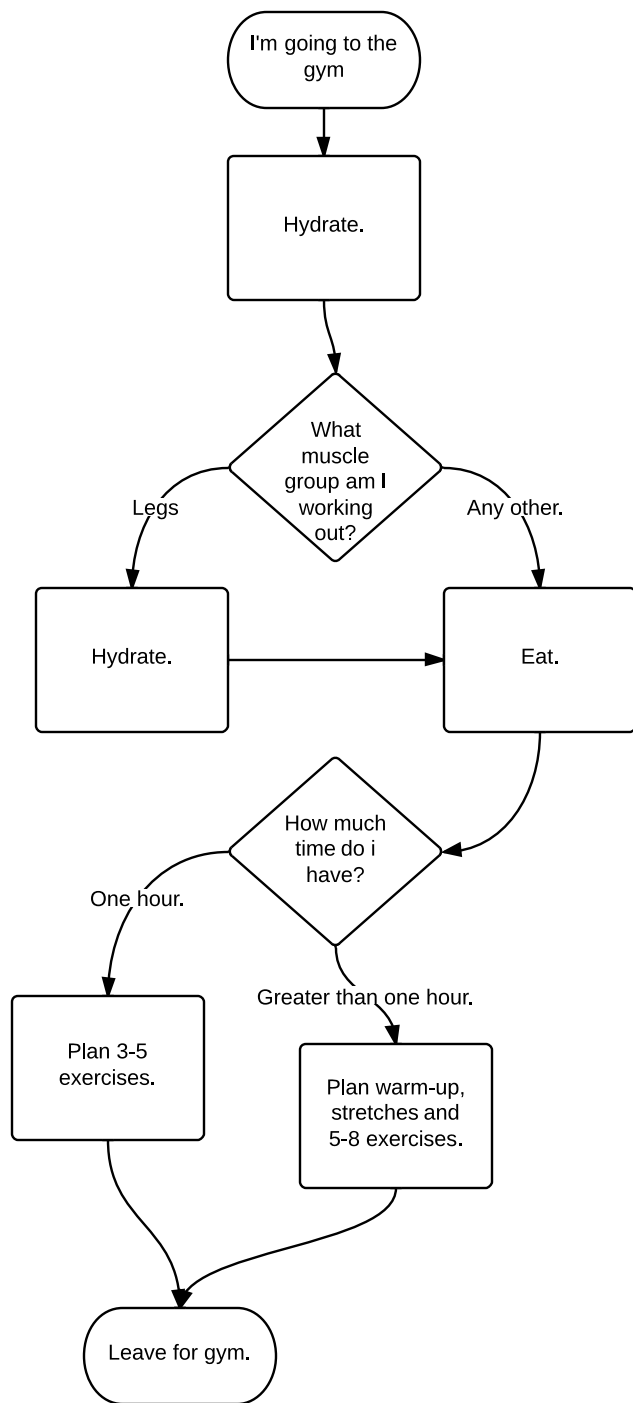 I'm going to the
gym
Hydrate.
What
muscle
group am I
working
out?
Legs
Any other.
Hydrate.
Eat.
How much
time do i
have?
One hour.
Greater than one hour.
Plan 3-5
exercises.
Plan warm-up,
stretches and
5-8 exercises.
Leave for gym.